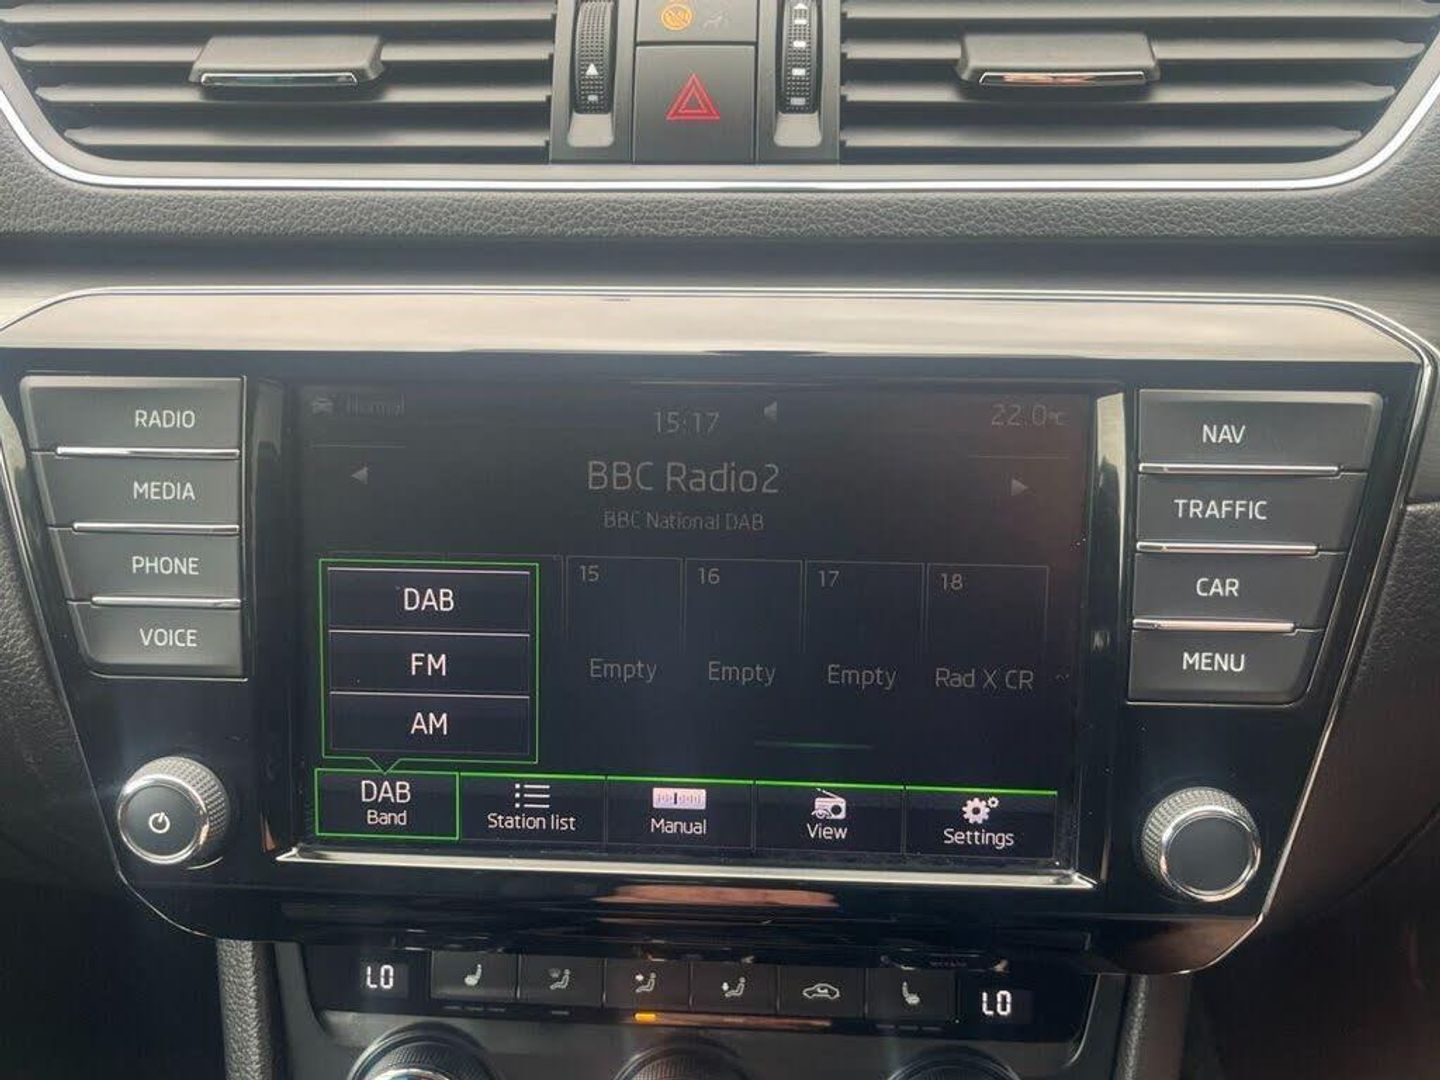 RADIO
MEDIA
PHONE
VOICE
Normal
15:17
22.0°C
BBC Radio2
BBC National DAB
15
16
17
18
Empty
Empty
Empty
Rad X CR
DAB
FM
AM
DAB
Band
Station list
Manual
View
Settings
NAV
TRAFFIC
CAR
MENU
LO
LO